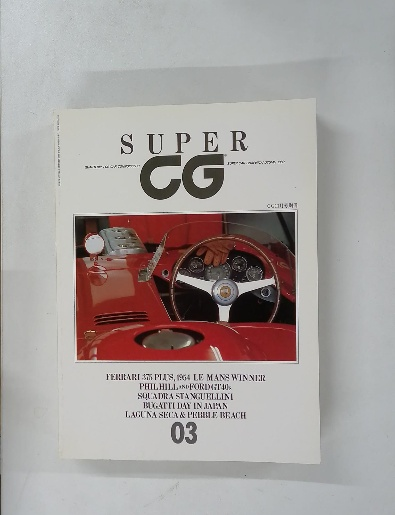 SUPER
CG
FERRARI 375 PLUS, 1954 LE MANS WINNER
PHIL HILL AND FORD GT40s
SQUADRA STANGUELLINI
BUGATTI DAY IN JAPAN
LAGUNA SECA & PEBBLE BEACH
03